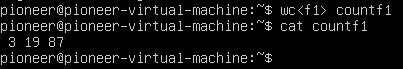 pioneer@pioneer-virtual-machine:~$ wc<f1> countf1
pioneer@pioneer-virtual-machine:~$ cat countf1
 3 19 87
pioneer@pioneer-virtual-machine:~$